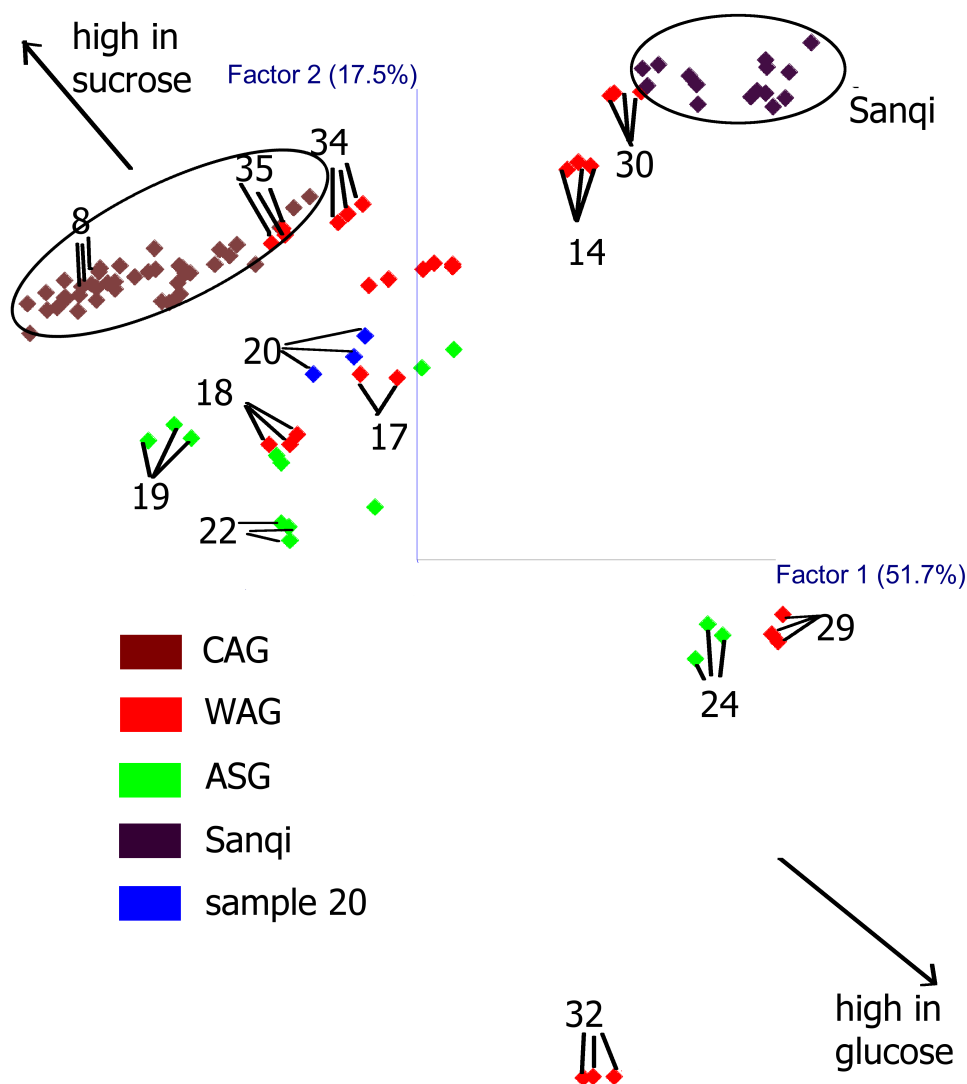 high in
sucrose
Factor 2 (17.5%)
Sanqi
34
35
30
8
14
20
18
17
19
22
Factor 1 (51.7%)
29
24
CAG
WAG
ASG
Sanqi
sample 20
32
high in
glucose